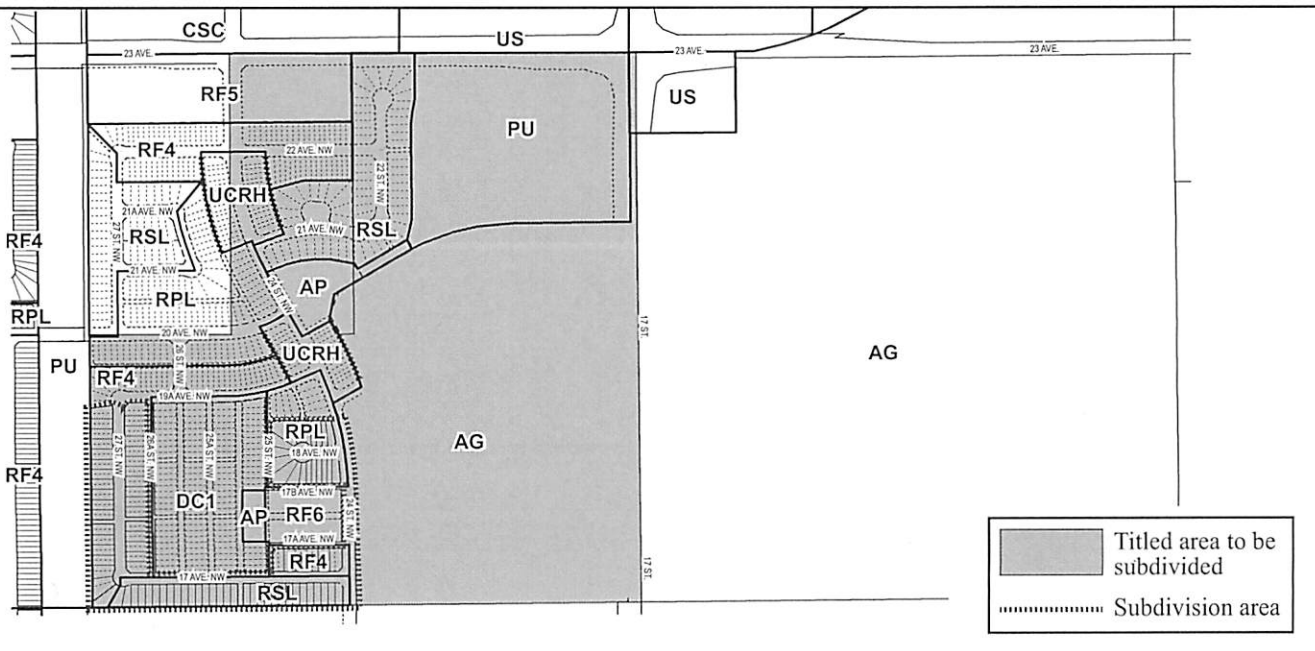 CSC
US
23 AVE.
23 AVE.
23 AVE.
RF5
US
PU
RF4
22 AVE. NW
22 ST. NW
UCRH
21A AVE. NW
27 ST. NW
RSL
21 AVE. NW
RSL
RF4
21 AVE. NW
AP
RPL
24 ST. NW
RPL
17 ST.
20 AVE. NW
UCRH
AG
PU
26 ST. NW
RF4
19A AVE. NW
RPL
AG
27 ST. NW
26A ST. NW
25A ST. NW
25 ST. NW
18 AVE. NW
RF4
17B AVE. NW
DC1
AP
RF6
24 ST. NW
17A AVE. NW
RF4
17 ST.
17 AVE. NW
RSL
Titled area to be
subdivided
Subdivision area